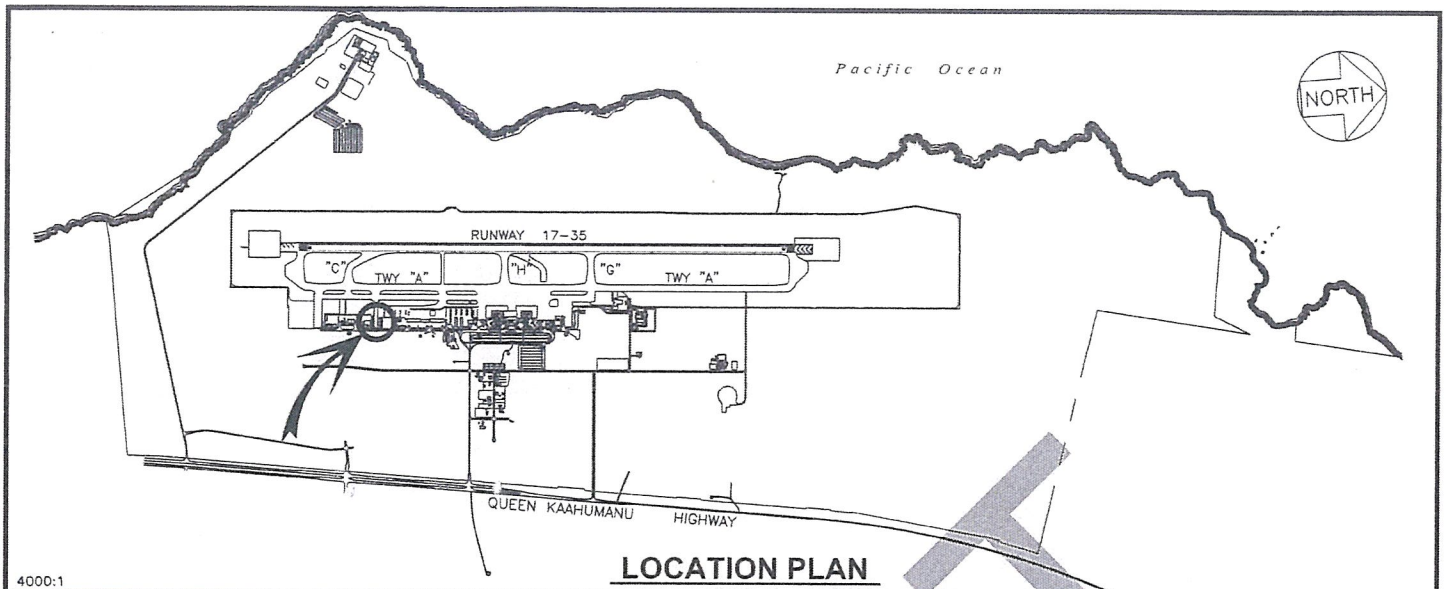 Pacific Ocean
NORTH
RUNWAY 17-35
"C"
TWY "A"
"H"
"G"
TWY "A"
QUEEN KAAHUMANU HIGHWAY
LOCATION PLAN
4000:1